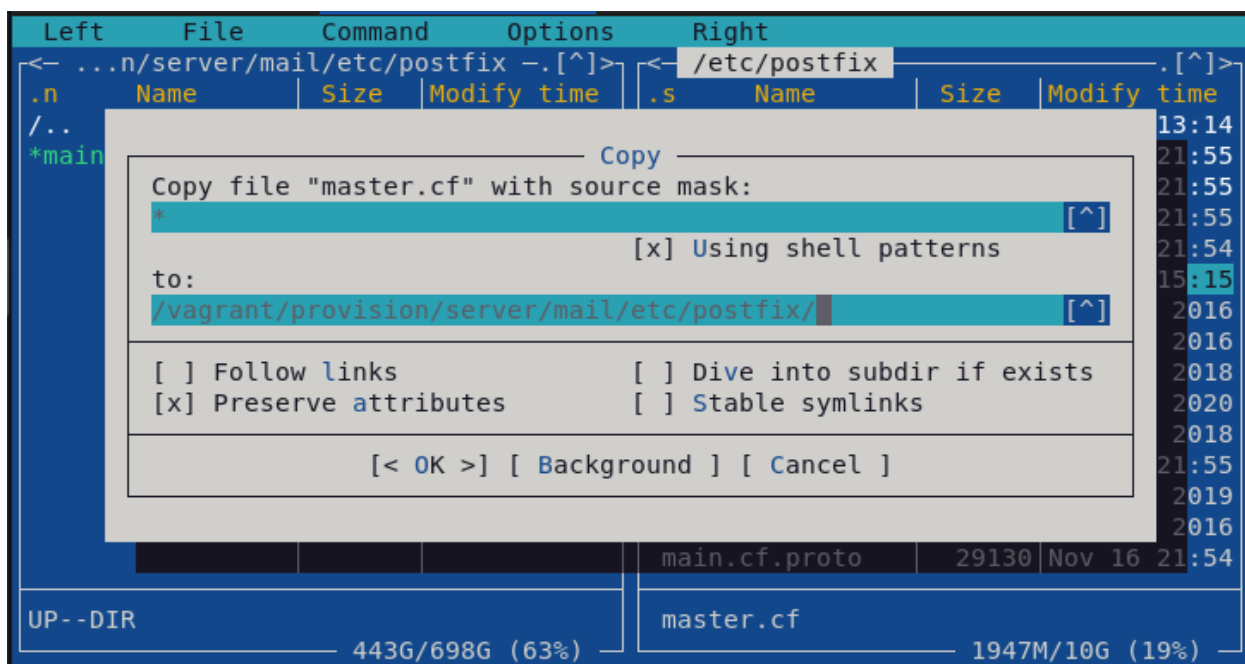 Left File Command Options Right
<— ...n/server/mail/etc/postfix —.[^]> <— /etc/postfix .[^]>
.n Name Size Modify time .s Name Size Modify time
/.. 13:14
*main Copy 21:55
Copy file "master.cf" with source mask: 21:55
* [^] 21:55
[x] Using shell patterns 21:54
to: 15:15
/vagrant/provision/server/mail/etc/postfix/ [^] 2016
2016
[ ] Follow links [ ] Dive into subdir if exists 2018
[x] Preserve attributes [ ] Stable symlinks 2020
2018
[< OK >] [ Background ] [ Cancel ] 21:55
2019
2016
main.cf.proto 29130 Nov 16 21:54
UP--DIR master.cf
443G/698G (63%) 1947M/10G (19%)